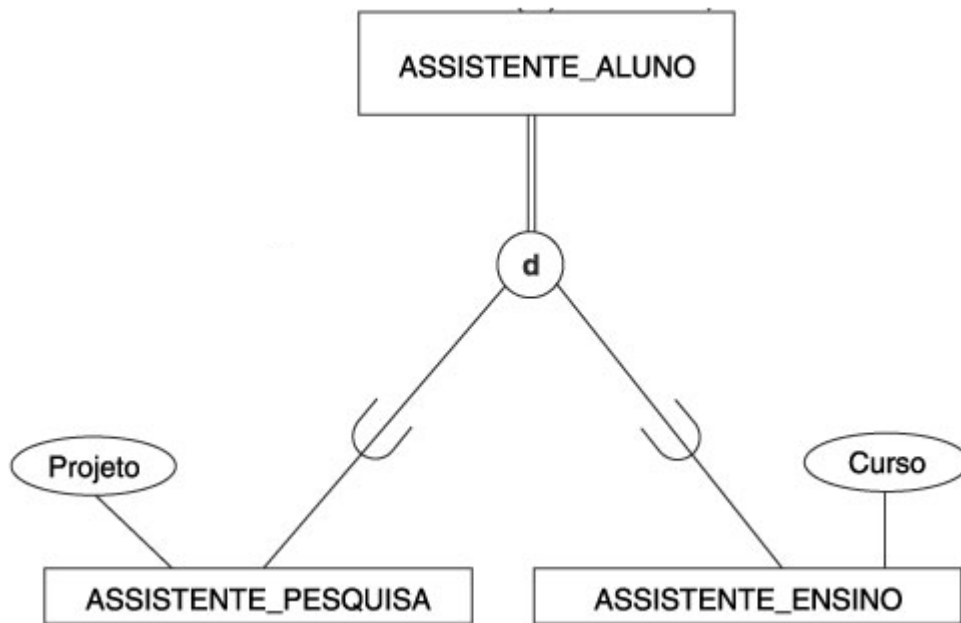 ASSISTENTE_ALUNO
d
Projeto
Curso
ASSISTENTE_PESQUISA
ASSISTENTE_ENSINO